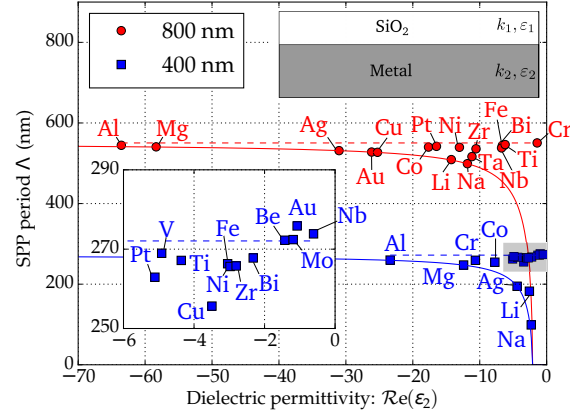 800 nm
400 nm
SiO₂
k₁, ε₁
Metal
k₂, ε₂
SPP period Λ (nm)
800
600
500
300
200
0
Al
Mg
Ag
Cu
Au
Pt
Ni
Fe
Bi
Zr
Cr
Co
Li
Na
Ta
Nb
Ti
Al
Cr
Co
Mg
Ag
Li
Na
290
270
250
V
Fe
Be
Au
Nb
Pt
Ti
Ni
Zr
Bi
Mo
Cu
−6
−4
−2
0
−70
−60
−50
−40
−30
−20
−10
0
Dielectric permittivity: ℛe(ε₂)